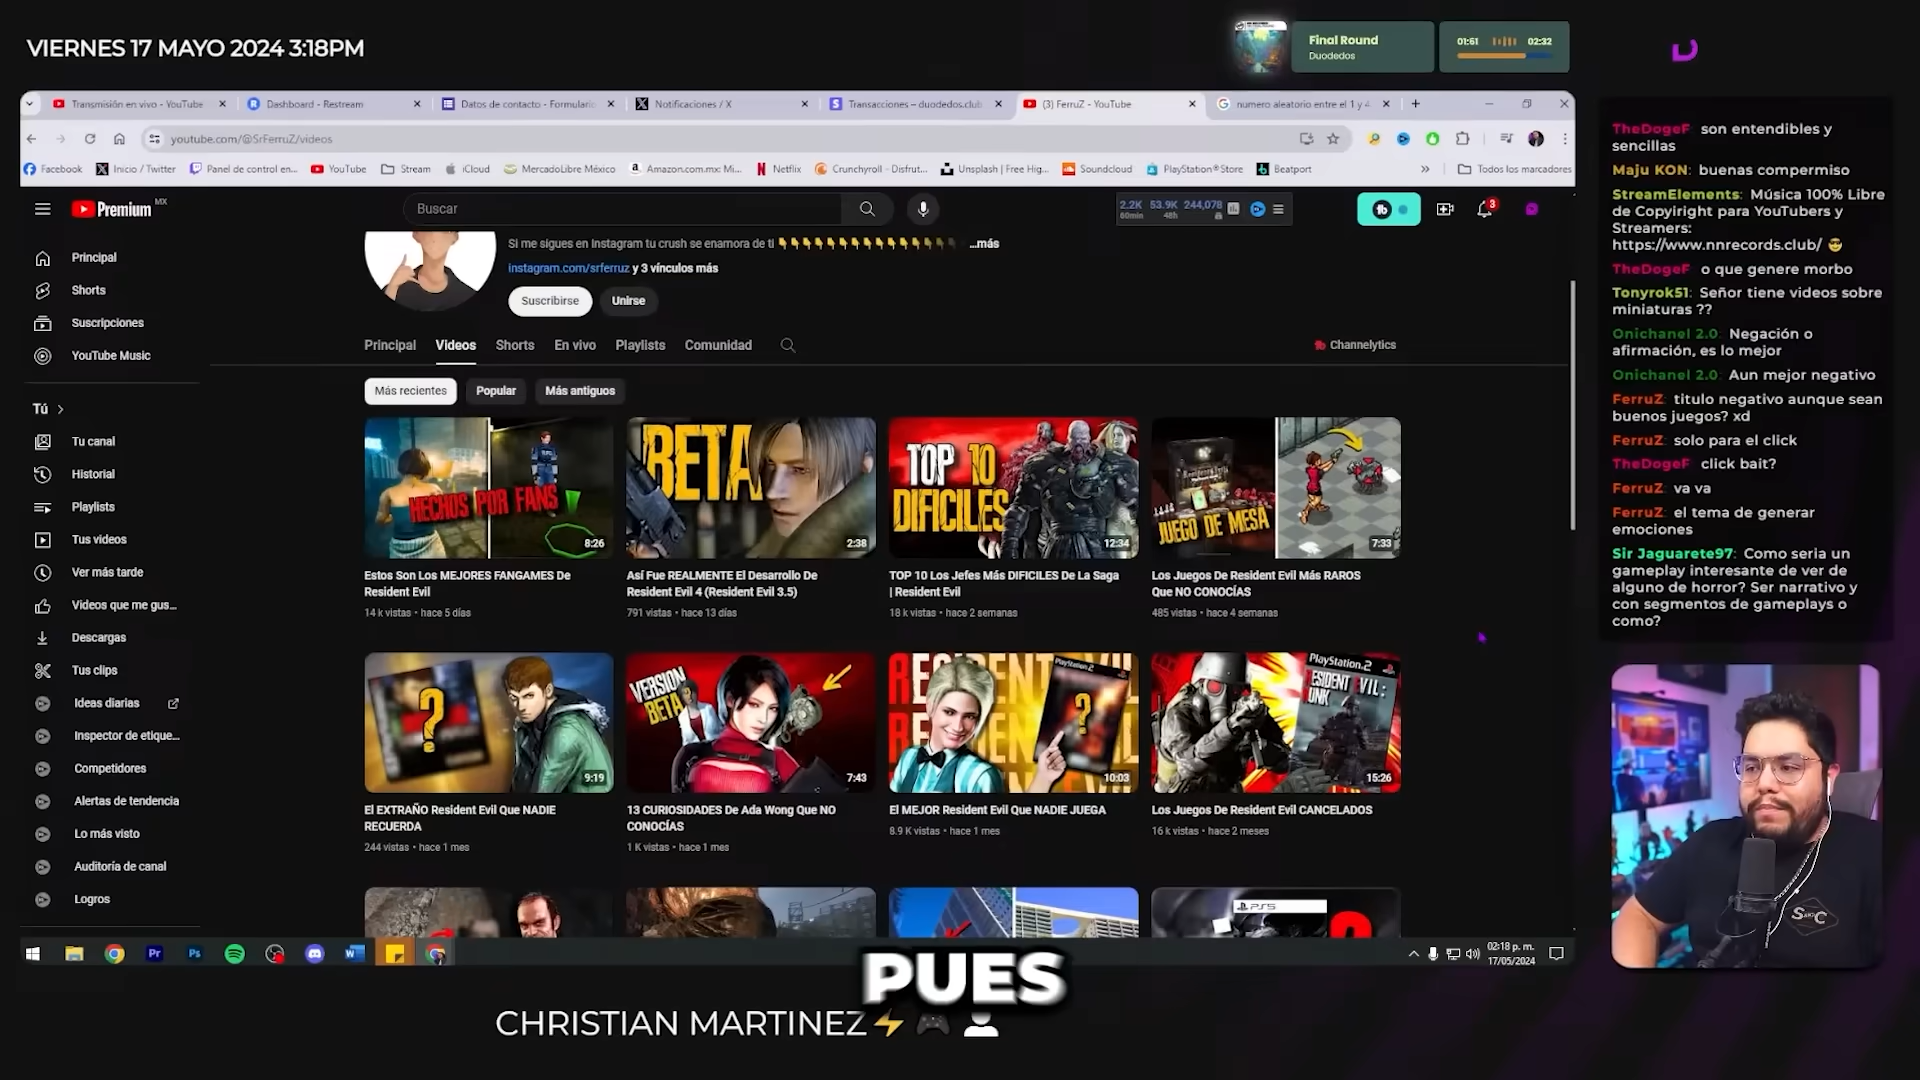 VIERNES 17 MAYO 2024 3:18PM
Final Round
Duodedos
01:61
02:32
Transmisión en vivo - YouTube
Dashboard - Restream
Datos de contacto - Formulario
Notificaciones / X
Transacciones – duodedos.club
(3) FerruZ - YouTube
numero aleatorio entre el 1 y 4
youtube.com/@SrFerruZ/videos
Facebook
Inicio / Twitter
Panel de control en...
YouTube
Stream
iCloud
MercadoLibre México
Amazon.com.mx: Mi...
Netflix
Crunchyroll - Disfrut...
Unsplash | Free Hig...
Soundcloud
PlayStation®Store
Beatport
Todos los marcadores
Premium MX
Buscar
2.2K 53.9K 244,078
60min 48h
3
Principal
Shorts
Suscripciones
YouTube Music
Tú
Tu canal
Historial
Playlists
Tus videos
Ver más tarde
Videos que me gus...
Descargas
Tus clips
Ideas diarias
Inspector de etique...
Competidores
Alertas de tendencia
Lo más visto
Auditoría de canal
Logros
Si me sigues en Instagram tu crush se enamora de ti 👇👇👇👇👇👇👇👇👇👇👇👇👇👇👇 ...más
instagram.com/srferruz y 3 vínculos más
Suscribirse
Unirse
Principal
Videos
Shorts
En vivo
Playlists
Comunidad
Channelytics
Más recientes
Popular
Más antiguos
HECHOS POR FANS
8:26
Estos Son Los MEJORES FANGAMES De
Resident Evil
14 k vistas • hace 5 días
BETA
2:38
Así Fue REALMENTE El Desarrollo De
Resident Evil 4 (Resident Evil 3.5)
791 vistas • hace 13 días
TOP 10
DIFICILES
12:34
TOP 10 Los Jefes Más DIFICILES De La Saga
| Resident Evil
18 k vistas • hace 2 semanas
JUEGO DE MESA
7:33
Los Juegos De Resident Evil Más RAROS
Que NO CONOCÍAS
485 vistas • hace 4 semanas
?
9:19
El EXTRAÑO Resident Evil Que NADIE
RECUERDA
244 vistas • hace 1 mes
VERSION
BETA
7:43
13 CURIOSIDADES De Ada Wong Que NO
CONOCÍAS
1 K vistas • hace 1 mes
PlayStation 2
?
10:03
El MEJOR Resident Evil Que NADIE JUEGA
8.9 K vistas • hace 1 mes
PlayStation.2
15:26
Los Juegos De Resident Evil CANCELADOS
16 k vistas • hace 2 meses
PS5
02:18 p. m.
17/05/2024
PUES
CHRISTIAN MARTINEZ⚡🎮👤
TheDogeF son entendibles y
sencillas
Maju KON: buenas compermiso
StreamElements: Música 100% Libre
de Copyright para YouTubers y
Streamers:
https://www.nnrecords.club/ 😎
TheDogeF o que genere morbo
Tonyrok51: Señor tiene videos sobre
miniaturas ??
Onichanel 2.0: Negación o
afirmación, es lo mejor
Onichanel 2.0: Aun mejor negativo
FerruZ titulo negativo aunque sean
buenos juegos? xd
FerruZ solo para el click
TheDogeF click bait?
FerruZ va va
FerruZ: el tema de generar
emociones
Sir Jaguarete97: Como seria un
gameplay interesante de ver de
alguno de horror? Ser narrativo y
con segmentos de gameplays o
como?